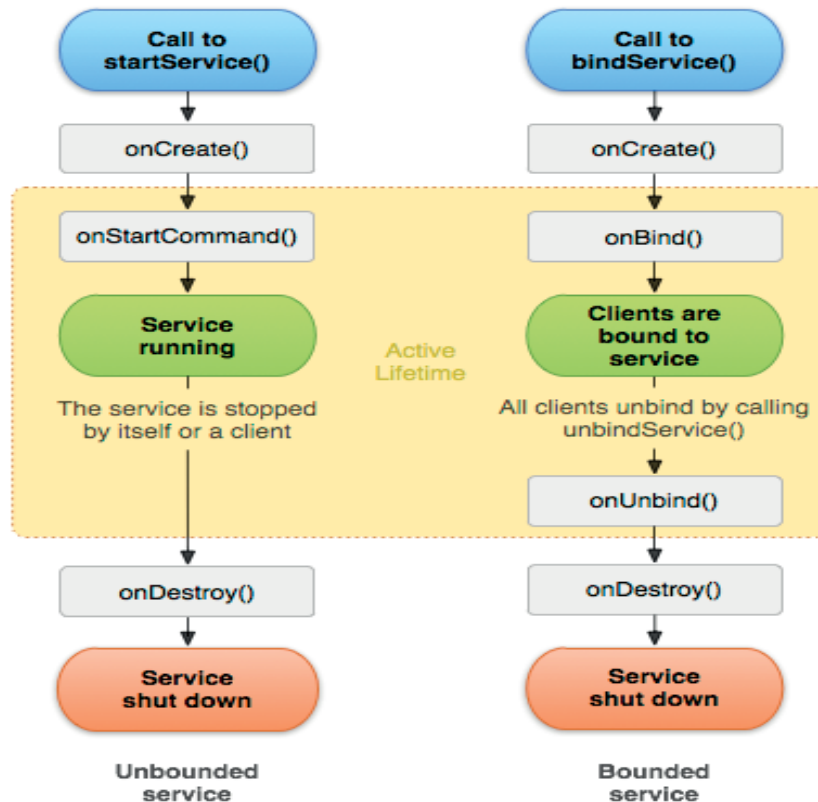 Call to
startService()
onCreate()
onStartCommand()
Service
running
The service is stopped
by itself or a client
onDestroy()
Service
shut down
Unbounded
service
Active
Lifetime
Call to
bindService()
onCreate()
onBind()
Clients are
bound to
service
All clients unbind by calling
unbindService()
onUnbind()
onDestroy()
Service
shut down
Bounded
service